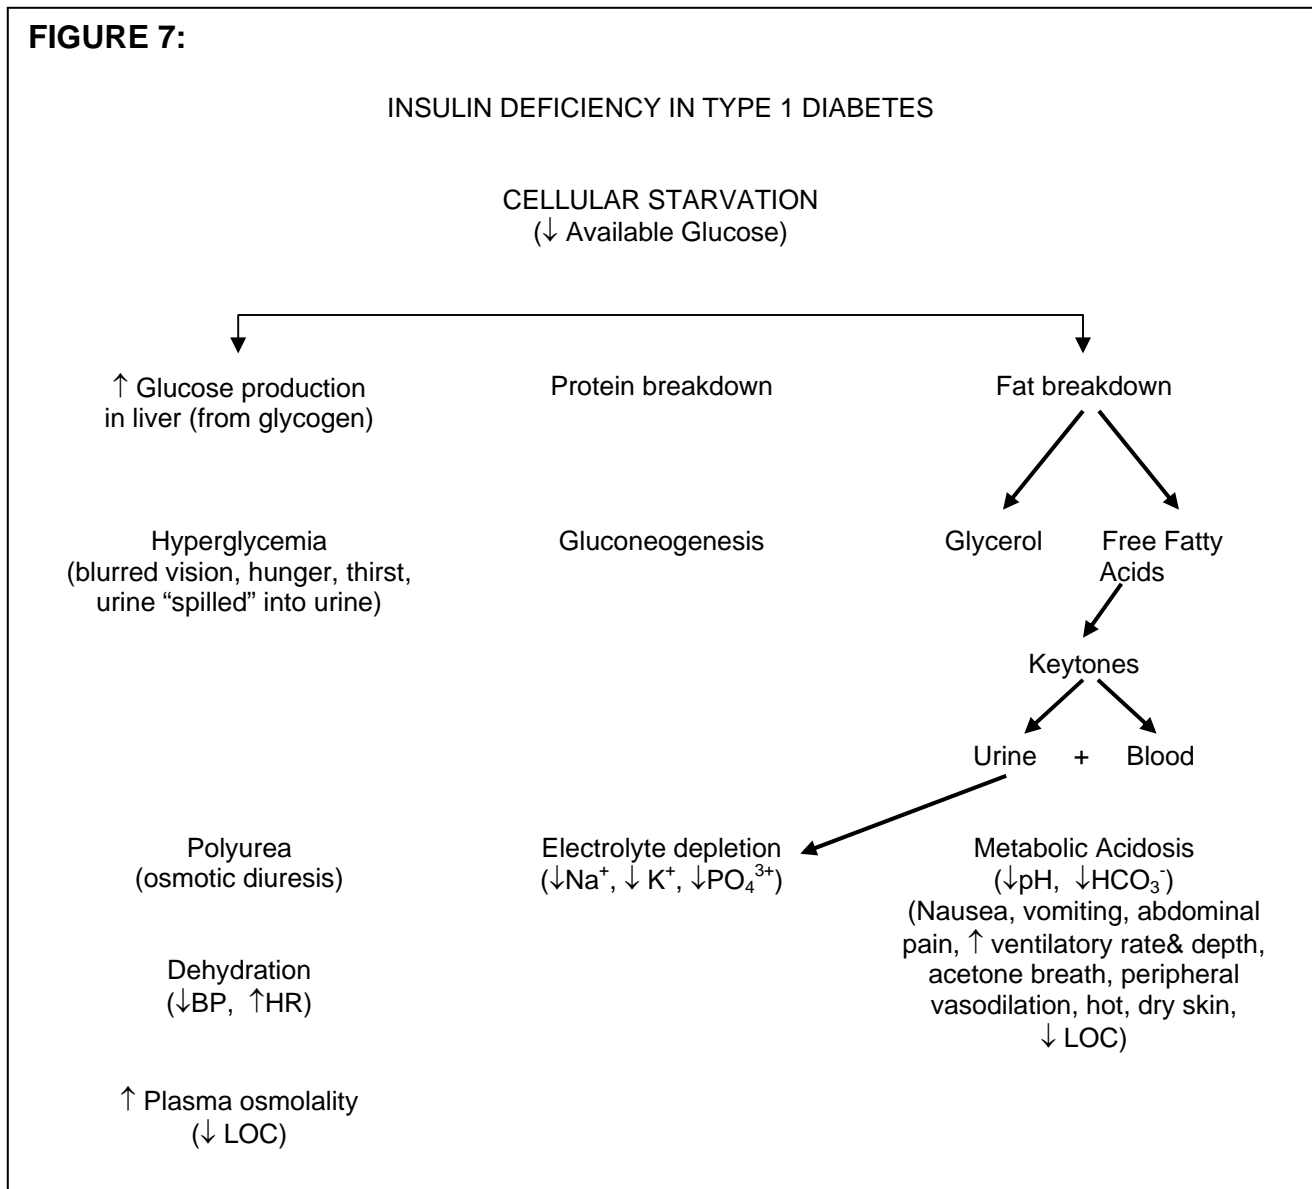 FIGURE 7:
INSULIN DEFICIENCY IN TYPE 1 DIABETES
CELLULAR STARVATION
(↓ Available Glucose)
↑ Glucose production
in liver (from glycogen)
Protein breakdown
Fat breakdown
Hyperglycemia
(blurred vision, hunger, thirst,
urine “spilled” into urine)
Gluconeogenesis
Glycerol
Free Fatty
Acids
Keytones
Urine + Blood
Polyurea
(osmotic diuresis)
Electrolyte depletion
(↓Na⁺, ↓ K⁺, ↓PO₄³⁺)
Metabolic Acidosis
(↓pH, ↓HCO₃⁻)
(Nausea, vomiting, abdominal
pain, ↑ ventilatory rate& depth,
acetone breath, peripheral
vasodilation, hot, dry skin,
↓ LOC)
Dehydration
(↓BP, ↑HR)
↑ Plasma osmolality
(↓ LOC)